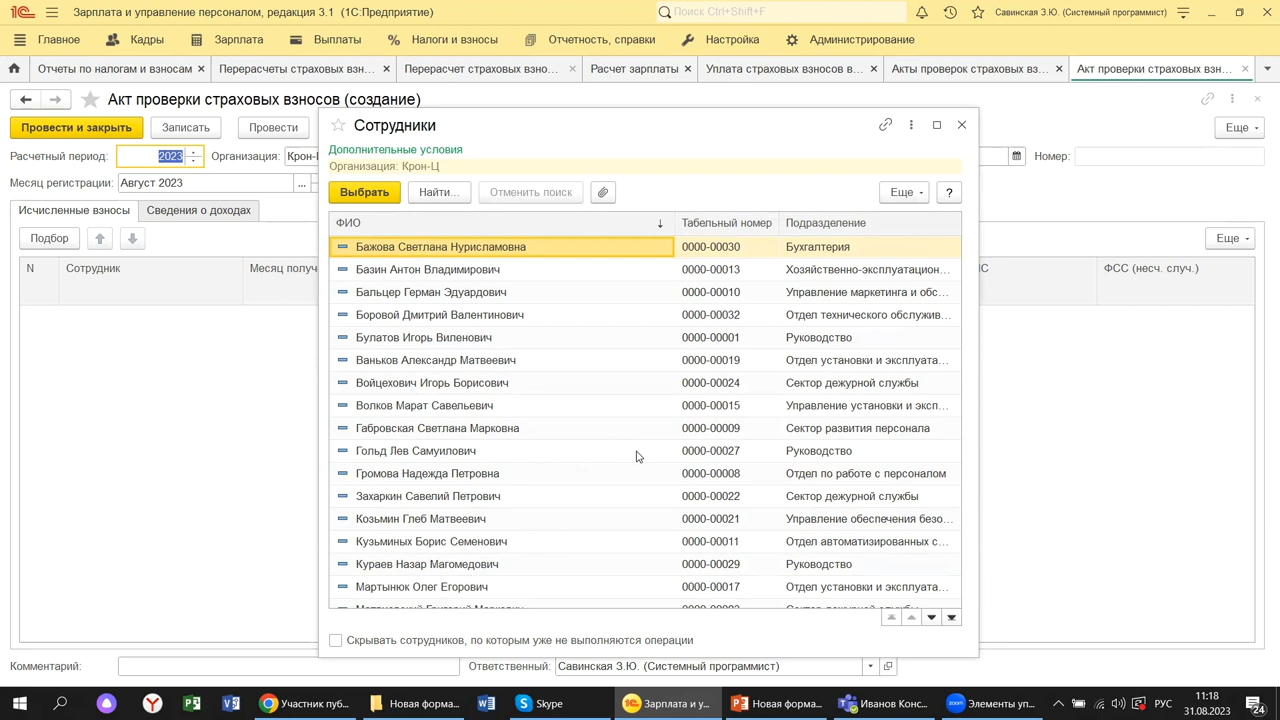 1С Зарплата и управление персоналом, редакция 3.1 (1С:Предприятие) Поиск Ctrl+Shift+F Савинская З.Ю. (Системный программист)
Главное Кадры Зарплата Выплаты Налоги и взносы Отчетность, справки Настройка Администрирование
Отчеты по налогам и взносам Перерасчеты страховых взн... Перерасчет страховых взно... Расчет зарплаты Уплата страховых взносов в... Акты проверок страховых вз... Акт проверки страховых взн...
Акт проверки страховых взносов (создание)
Провести и закрыть Записать Провести Еще
Расчетный период: 2023 Организация: Крон- Номер:
Месяц регистрации: Август 2023 ...
Исчисленные взносы Сведения о доходах
Подбор Еще
N Сотрудник Месяц получ ФСС (несч. случ.)
Сотрудники
Дополнительные условия
Организация: Крон-Ц
Выбрать Найти... Отменить поиск Еще ?
ФИО ↓ Табельный номер Подразделение
Бажова Светлана Нурисламовна 0000-00030 Бухгалтерия
Базин Антон Владимирович 0000-00013 Хозяйственно-эксплуатацион...
Бальцер Герман Эдуардович 0000-00010 Управление маркетинга и обс...
Боровой Дмитрий Валентинович 0000-00032 Отдел технического обслужив...
Булатов Игорь Виленович 0000-00001 Руководство
Ваньков Александр Матвеевич 0000-00019 Отдел установки и эксплуата...
Войцехович Игорь Борисович 0000-00024 Сектор дежурной службы
Волков Марат Савельевич 0000-00015 Управление установки и эксп...
Габровская Светлана Марковна 0000-00009 Сектор развития персонала
Гольд Лев Самуилович 0000-00027 Руководство
Громова Надежда Петровна 0000-00008 Отдел по работе с персоналом
Захаркин Савелий Петрович 0000-00022 Сектор дежурной службы
Козьмин Глеб Матвеевич 0000-00021 Управление обеспечения безо...
Кузьминых Борис Семенович 0000-00011 Отдел автоматизированных с...
Кураев Назар Магомедович 0000-00029 Руководство
Мартынюк Олег Егорович 0000-00017 Отдел установки и эксплуата...
Скрывать сотрудников, по которым уже не выполняются операции
Комментарий: Ответственный: Савинская З.Ю. (Системный программист)
Участник пуб... Новая форма... Skype Зарплата и у... Новая форма... Иванов Конс... Элементы уп... РУС 11:18
31.08.2023 24